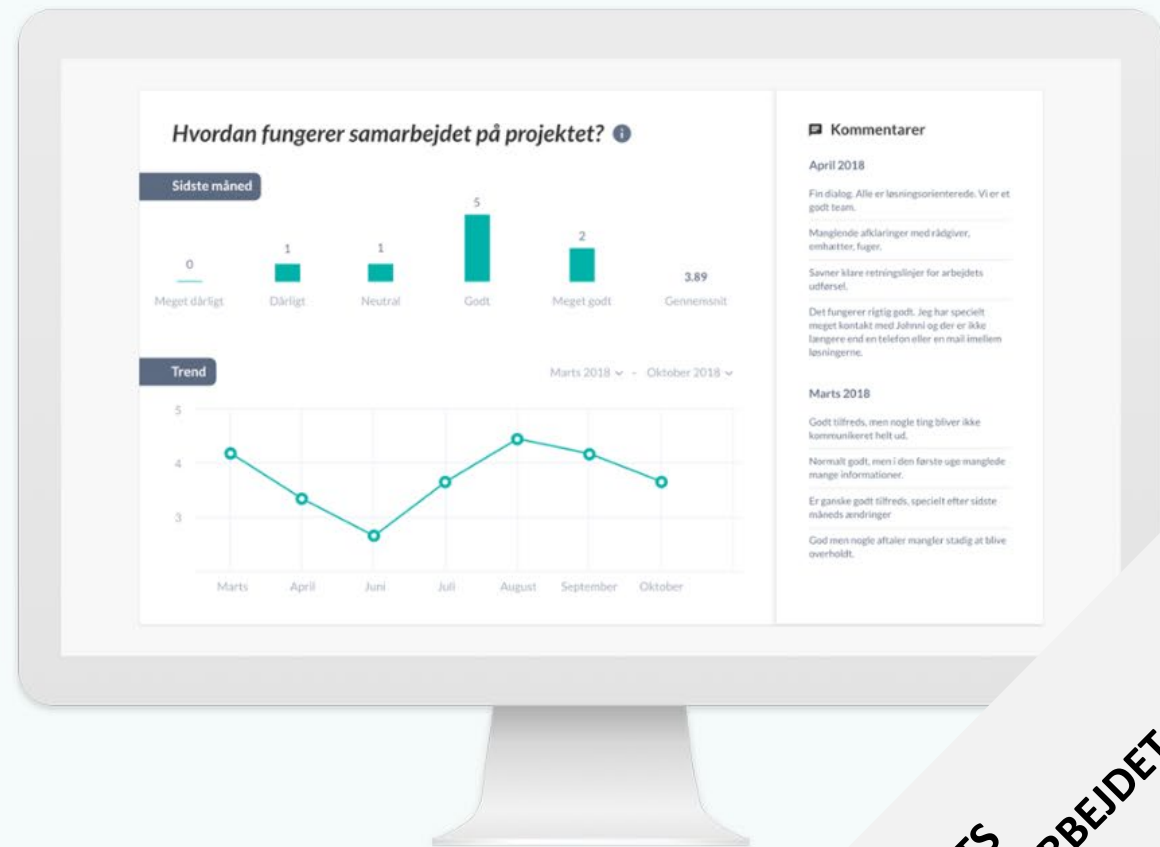 Hvordan fungerer samarbejdet på projektet?
Sidste måned
0
1
1
5
2
3.89
Meget dårligt
Dårligt
Neutral
Godt
Meget godt
Gennemsnit
Trend
Marts 2018 - Oktober 2018
5
4
3
Marts
April
Juni
Juli
August
September
Oktober
Kommentarer
April 2018
Fin dialog. Alle er løsningsorienterede. Vi er et
godt team.
Manglende afklaringer med rådgiver,
emhætter, fuger.
Savner klare retningslinjer for arbejdets
udførsel.
Det fungerer rigtig godt. Jeg har specielt
meget kontakt med Johnni og der er ikke
længere end en telefon eller en mail imellem
løsningerne.
Marts 2018
Godt tilfreds, men nogle ting bliver ikke
kommunikeret helt ud.
Normalt godt, men i den første uge manglede
mange informationer.
Er ganske godt tilfreds, specielt efter sidste
måneds ændringer
God men nogle aftaler mangler stadig at blive
overholdt.